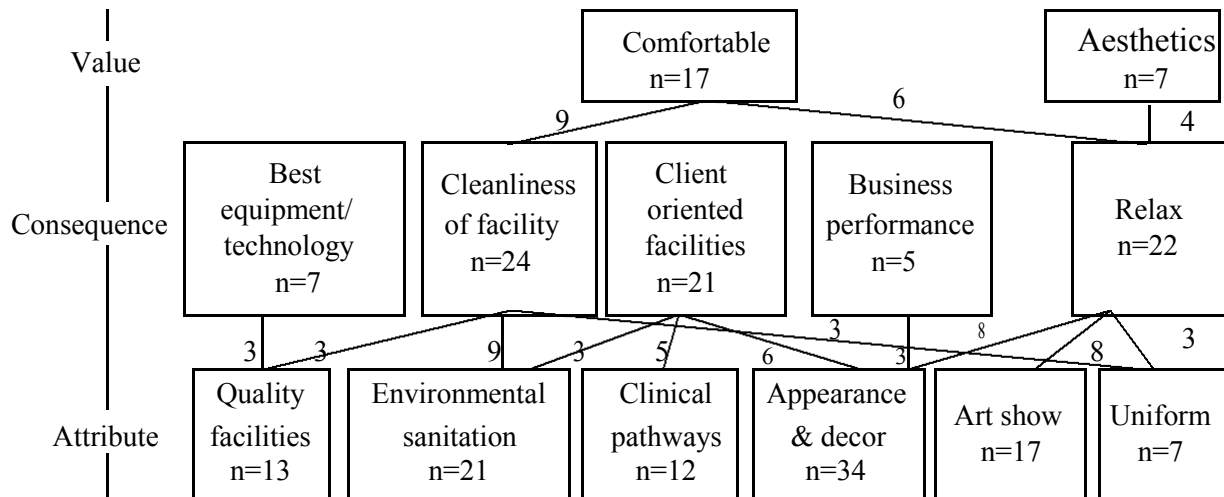 Value
Comfortable
n=17
Aesthetics
n=7
9
6
4
Consequence
Best
equipment/
technology
n=7
Cleanliness
of facility
n=24
Client
oriented
facilities
n=21
Business
performance
n=5
Relax
n=22
3
3
9
3
5
6
3
3
8
8
3
Attribute
Quality
facilities
n=13
Environmental
sanitation
n=21
Clinical
pathways
n=12
Appearance
& decor
n=34
Art show
n=17
Uniform
n=7